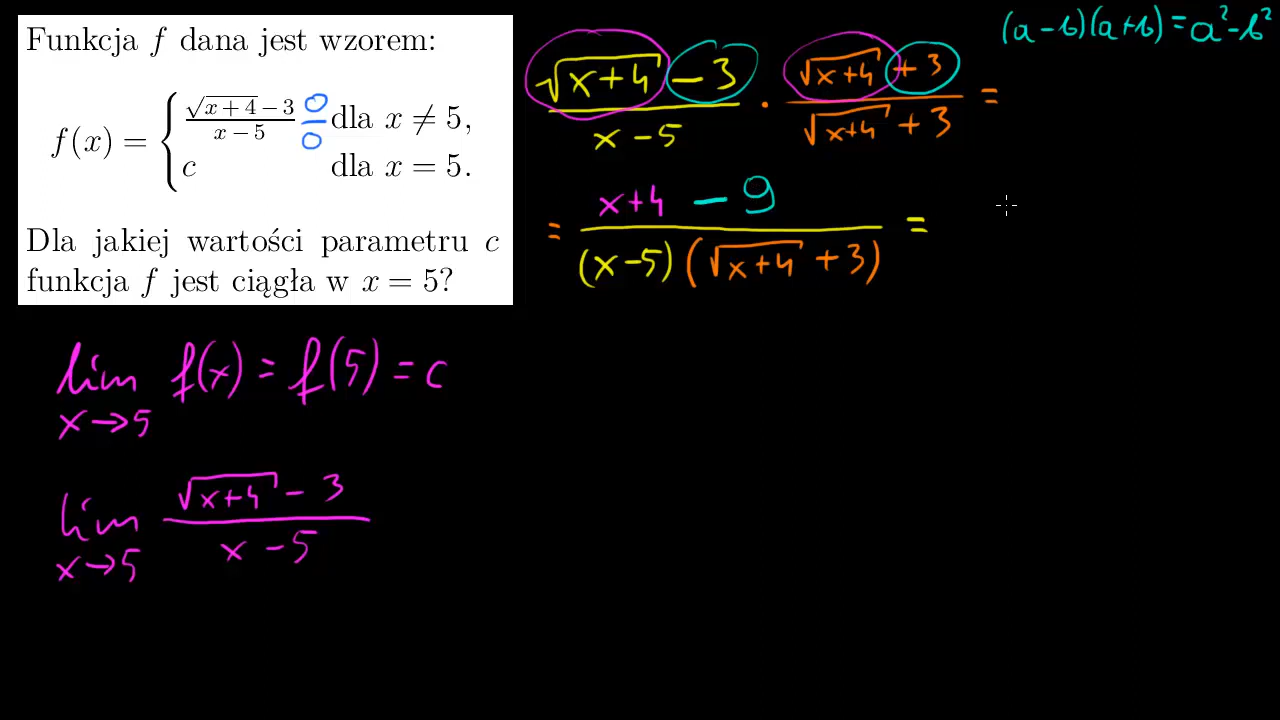 Funkcja f dana jest wzorem:
f(x) = { (√(x+4) − 3)/(x − 5) 0/0 dla x ≠ 5,
c dla x = 5.
Dla jakiej wartości parametru c
funkcja f jest ciągła w x = 5?
(a−b)(a+b)=a²−b²
(√(x+4) − 3)/(x − 5) · (√(x+4) + 3)/(√(x+4) + 3) =
= (x+4 − 9)/((x−5)(√(x+4) + 3)) =
lim x→5 f(x) = f(5) = c
lim x→5 (√(x+4) − 3)/(x − 5)